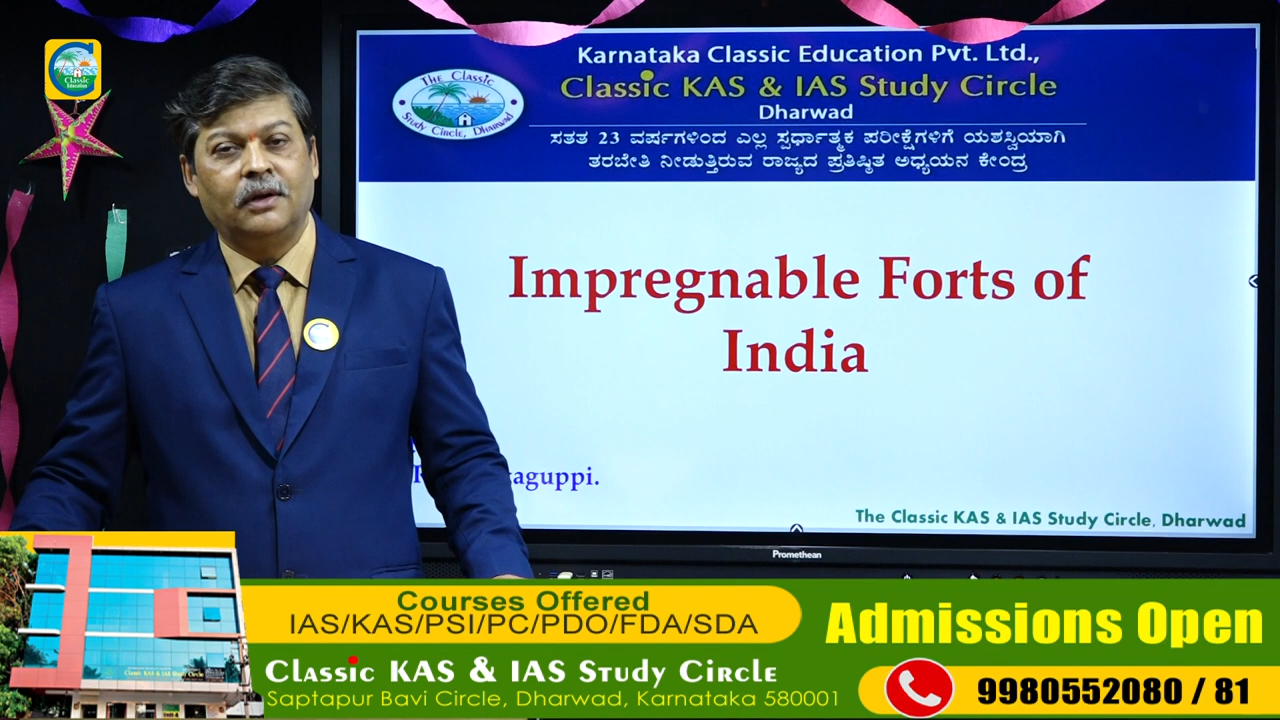 Classic
Education
Karnataka Classic Education Pvt. Ltd.,
Classic KAS & IAS Study Circle
Dharwad
The Classic
Study Circle, Dharwad
ಸತತ 23 ವರ್ಷಗಳಿಂದ ಎಲ್ಲ ಸ್ಪರ್ಧಾತ್ಮಕ ಪರೀಕ್ಷೆಗಳಿಗೆ ಯಶಸ್ವಿಯಾಗಿ
ತರಬೇತಿ ನೀಡುತ್ತಿರುವ ರಾಜ್ಯದ ಪ್ರತಿಷ್ಠಿತ ಅಧ್ಯಯನ ಕೇಂದ್ರ
Impregnable Forts of
India
aguppi.
The Classic KAS & IAS Study Circle, Dharwad
Promethean
Courses Offered
IAS/KAS/PSI/PC/PDO/FDA/SDA
Admissions Open
Classic KAS & IAS Study Circle
Saptapur Bavi Circle, Dharwad, Karnataka 580001
9980552080 / 81